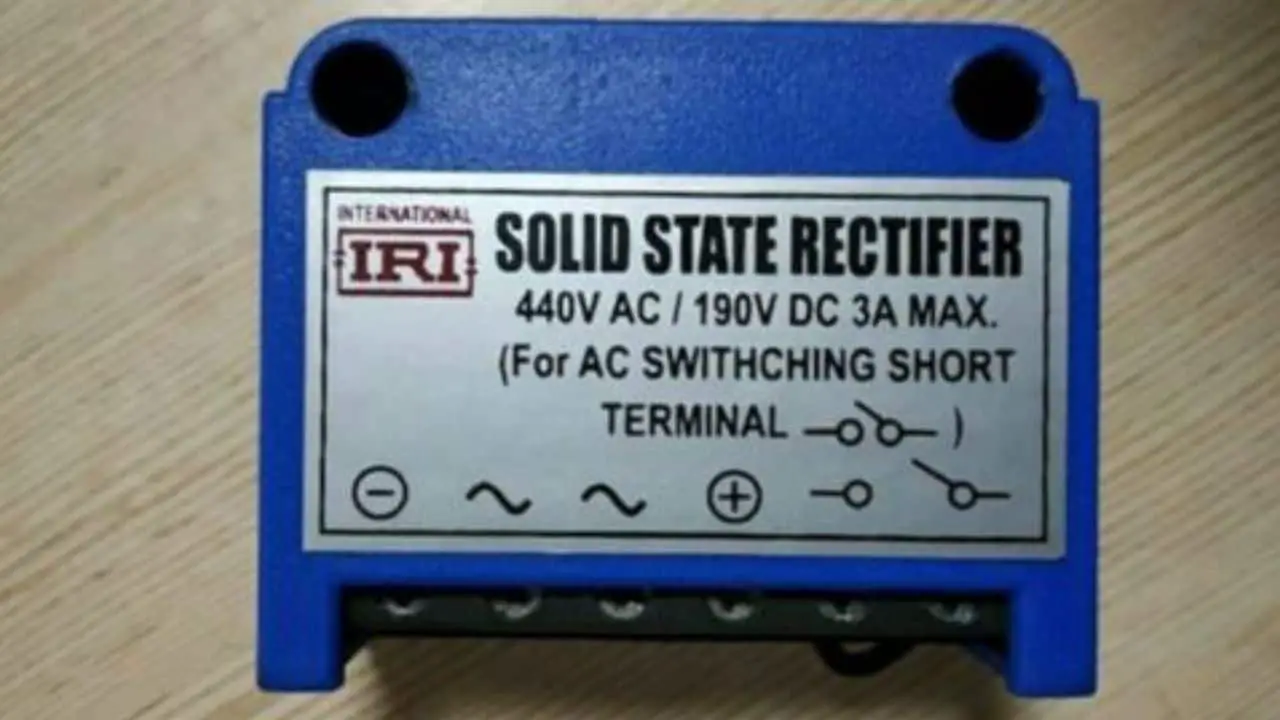 INTERNATIONAL
IRI
SOLID STATE RECTIFIER
440V AC / 190V DC 3A MAX.
(For AC SWITHCHING SHORT
TERMINAL )